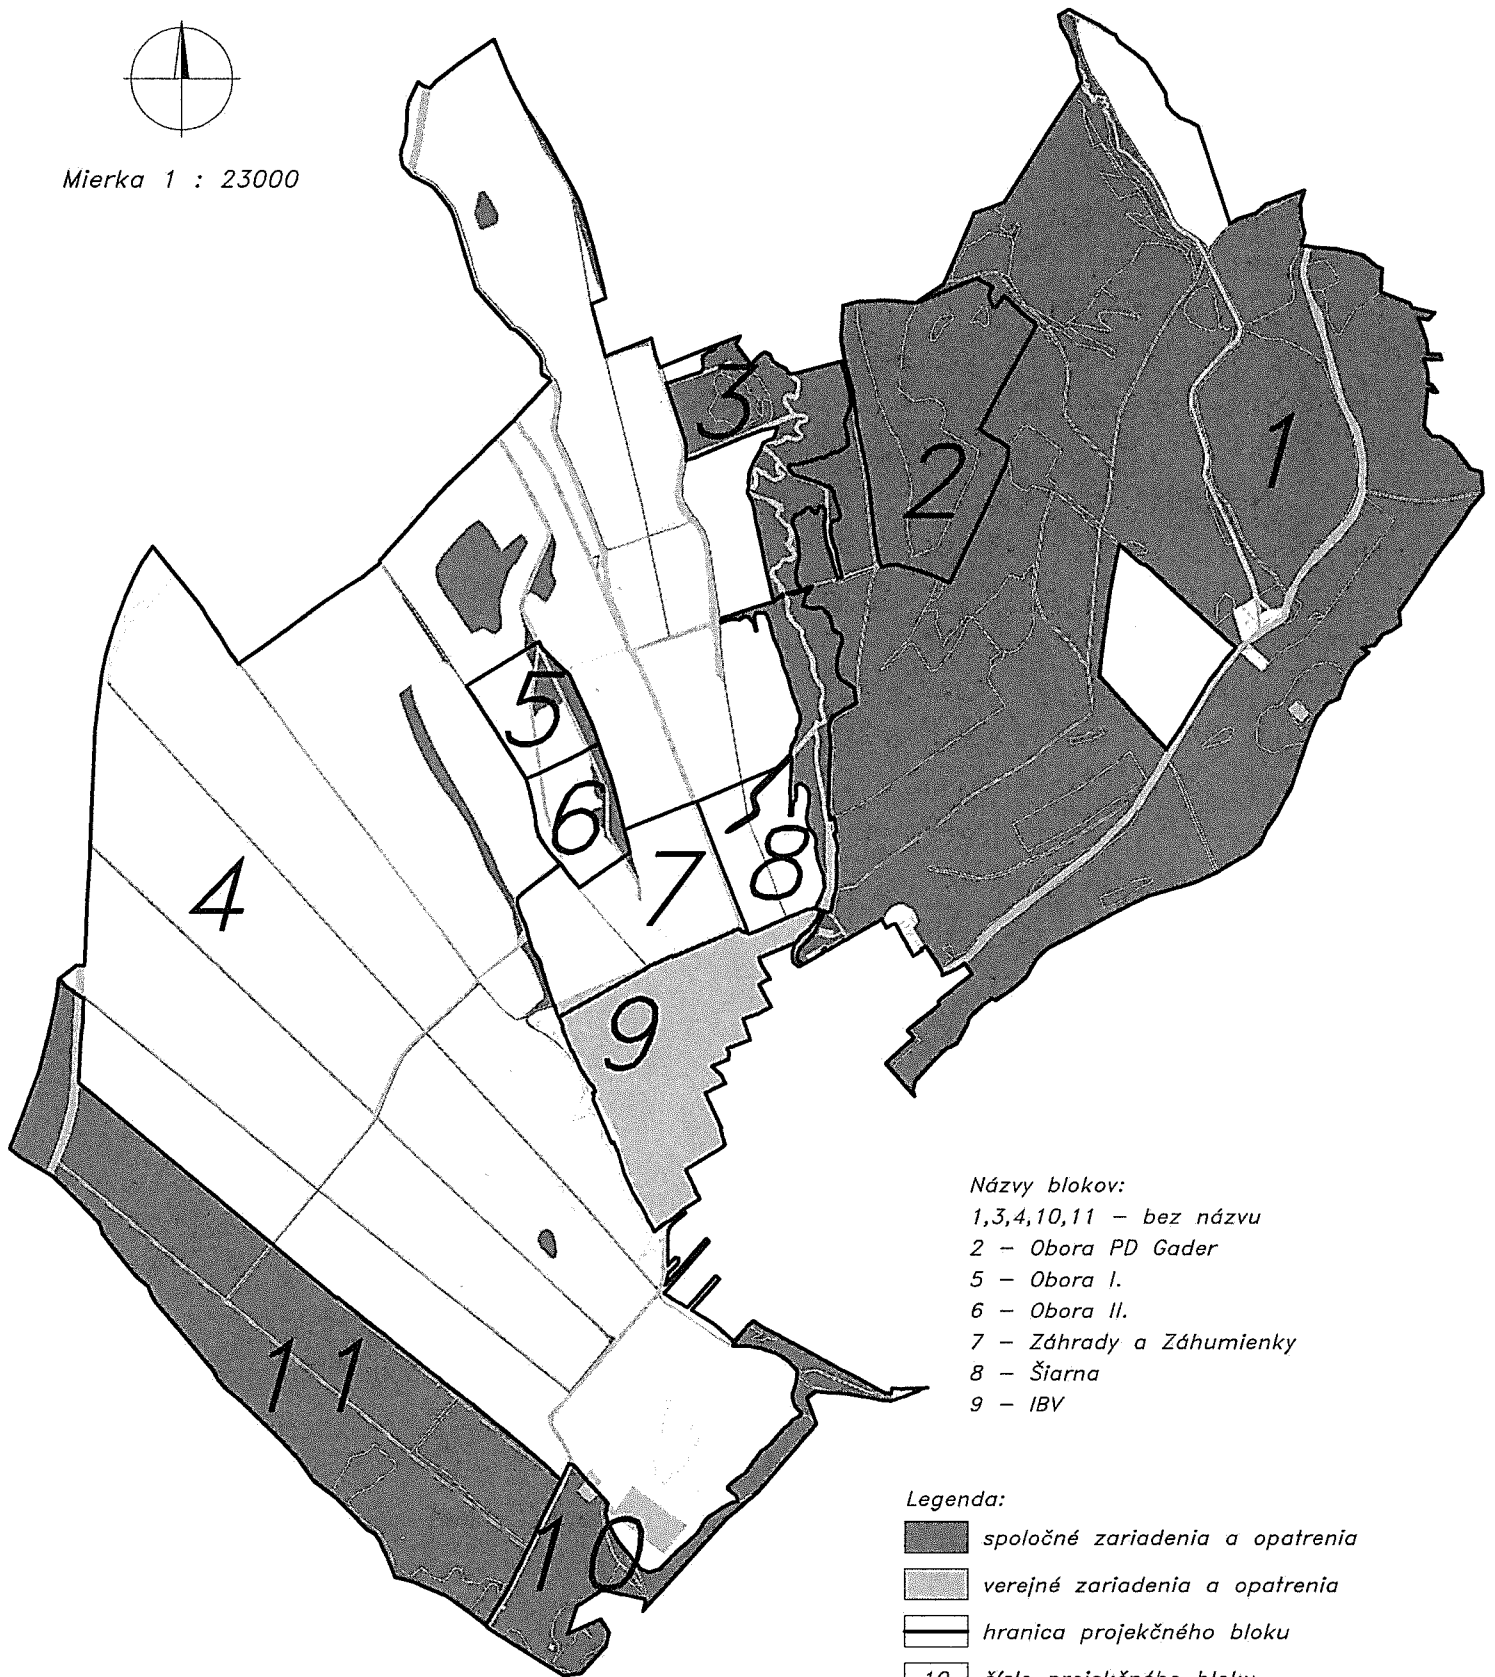 Mierka 1 : 23000
3
2
1
5
6
8
4
7
9
11
10
Názvy blokov:
1,3,4,10,11 – bez názvu
2 – Obora PD Gader
5 – Obora I.
6 – Obora II.
7 – Záhrady a Záhumienky
8 – Šiarna
9 – IBV
Legenda:
spoločné zariadenia a opatrenia
verejné zariadenia a opatrenia
hranica projekčného bloku